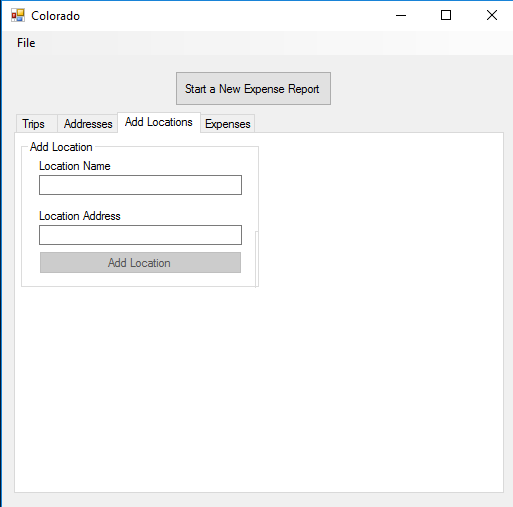 Colorado
File
Start a New Expense Report
Trips Addresses Add Locations Expenses
Add Location
Location Name
Location Address
Add Location